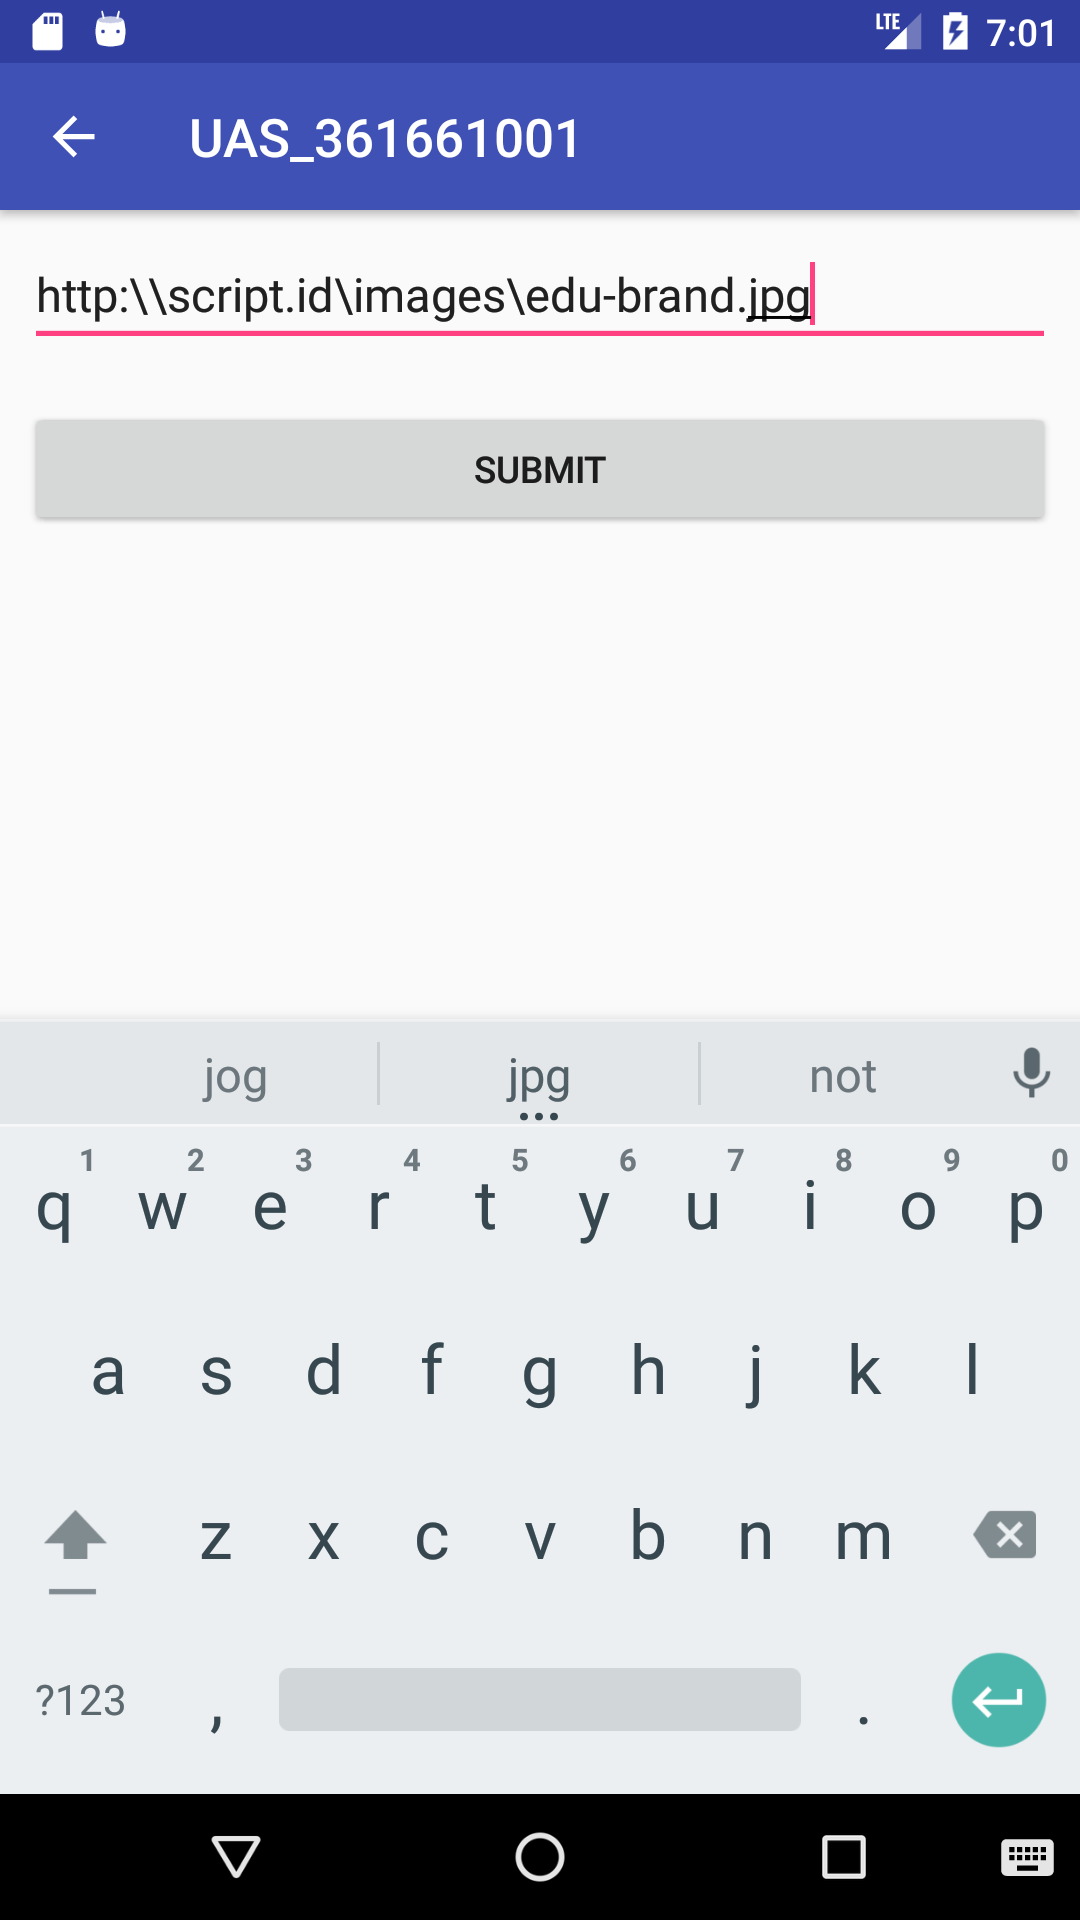 LTE 7:01
UAS_361661001
http:\\script.id\images\edu-brand.jpg
SUBMIT
jog jpg not
1 2 3 4 5 6 7 8 9 0
q w e r t y u i o p
a s d f g h j k l
z x c v b n m
?123 , .